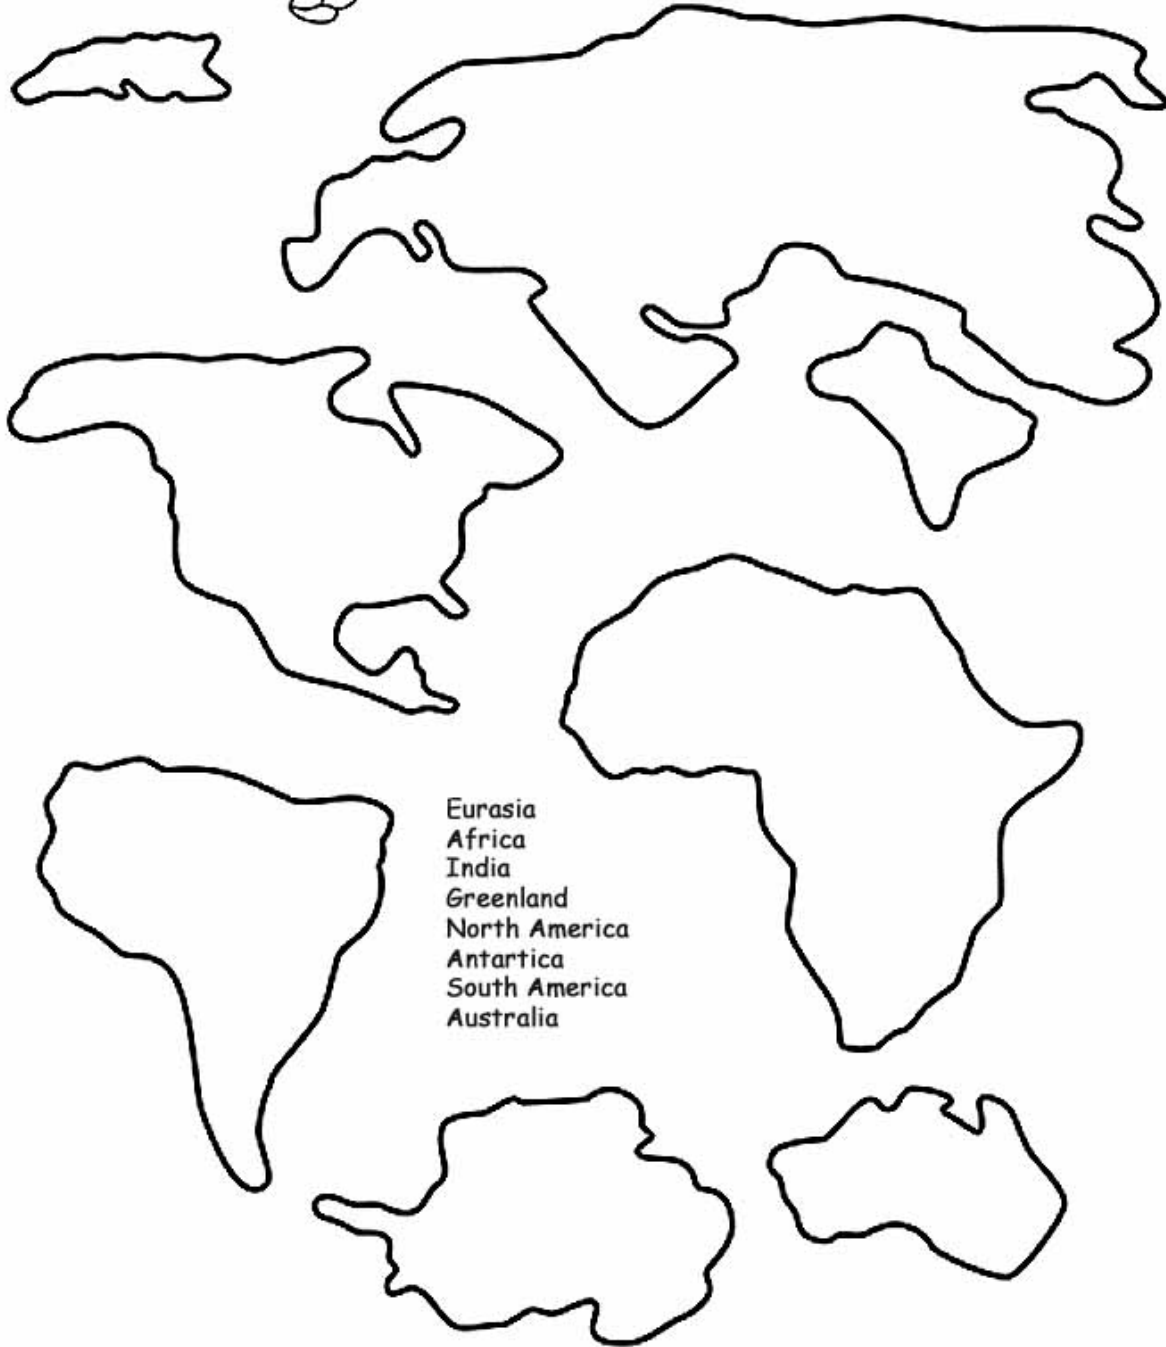 Eurasia
Africa
India
Greenland
North America
Antartica
South America
Australia